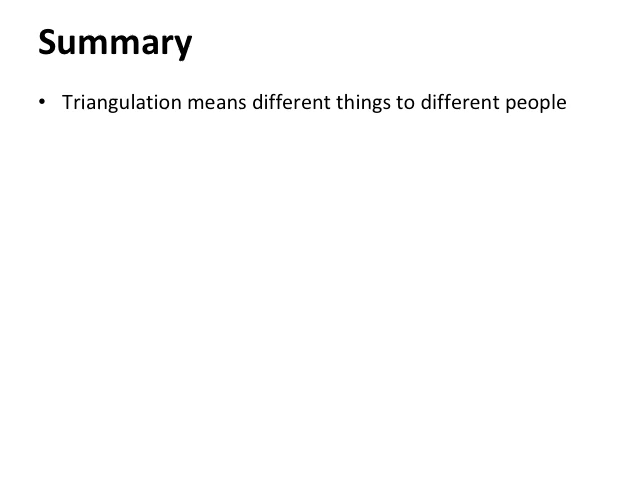 Summary
• Triangulation means different things to different people